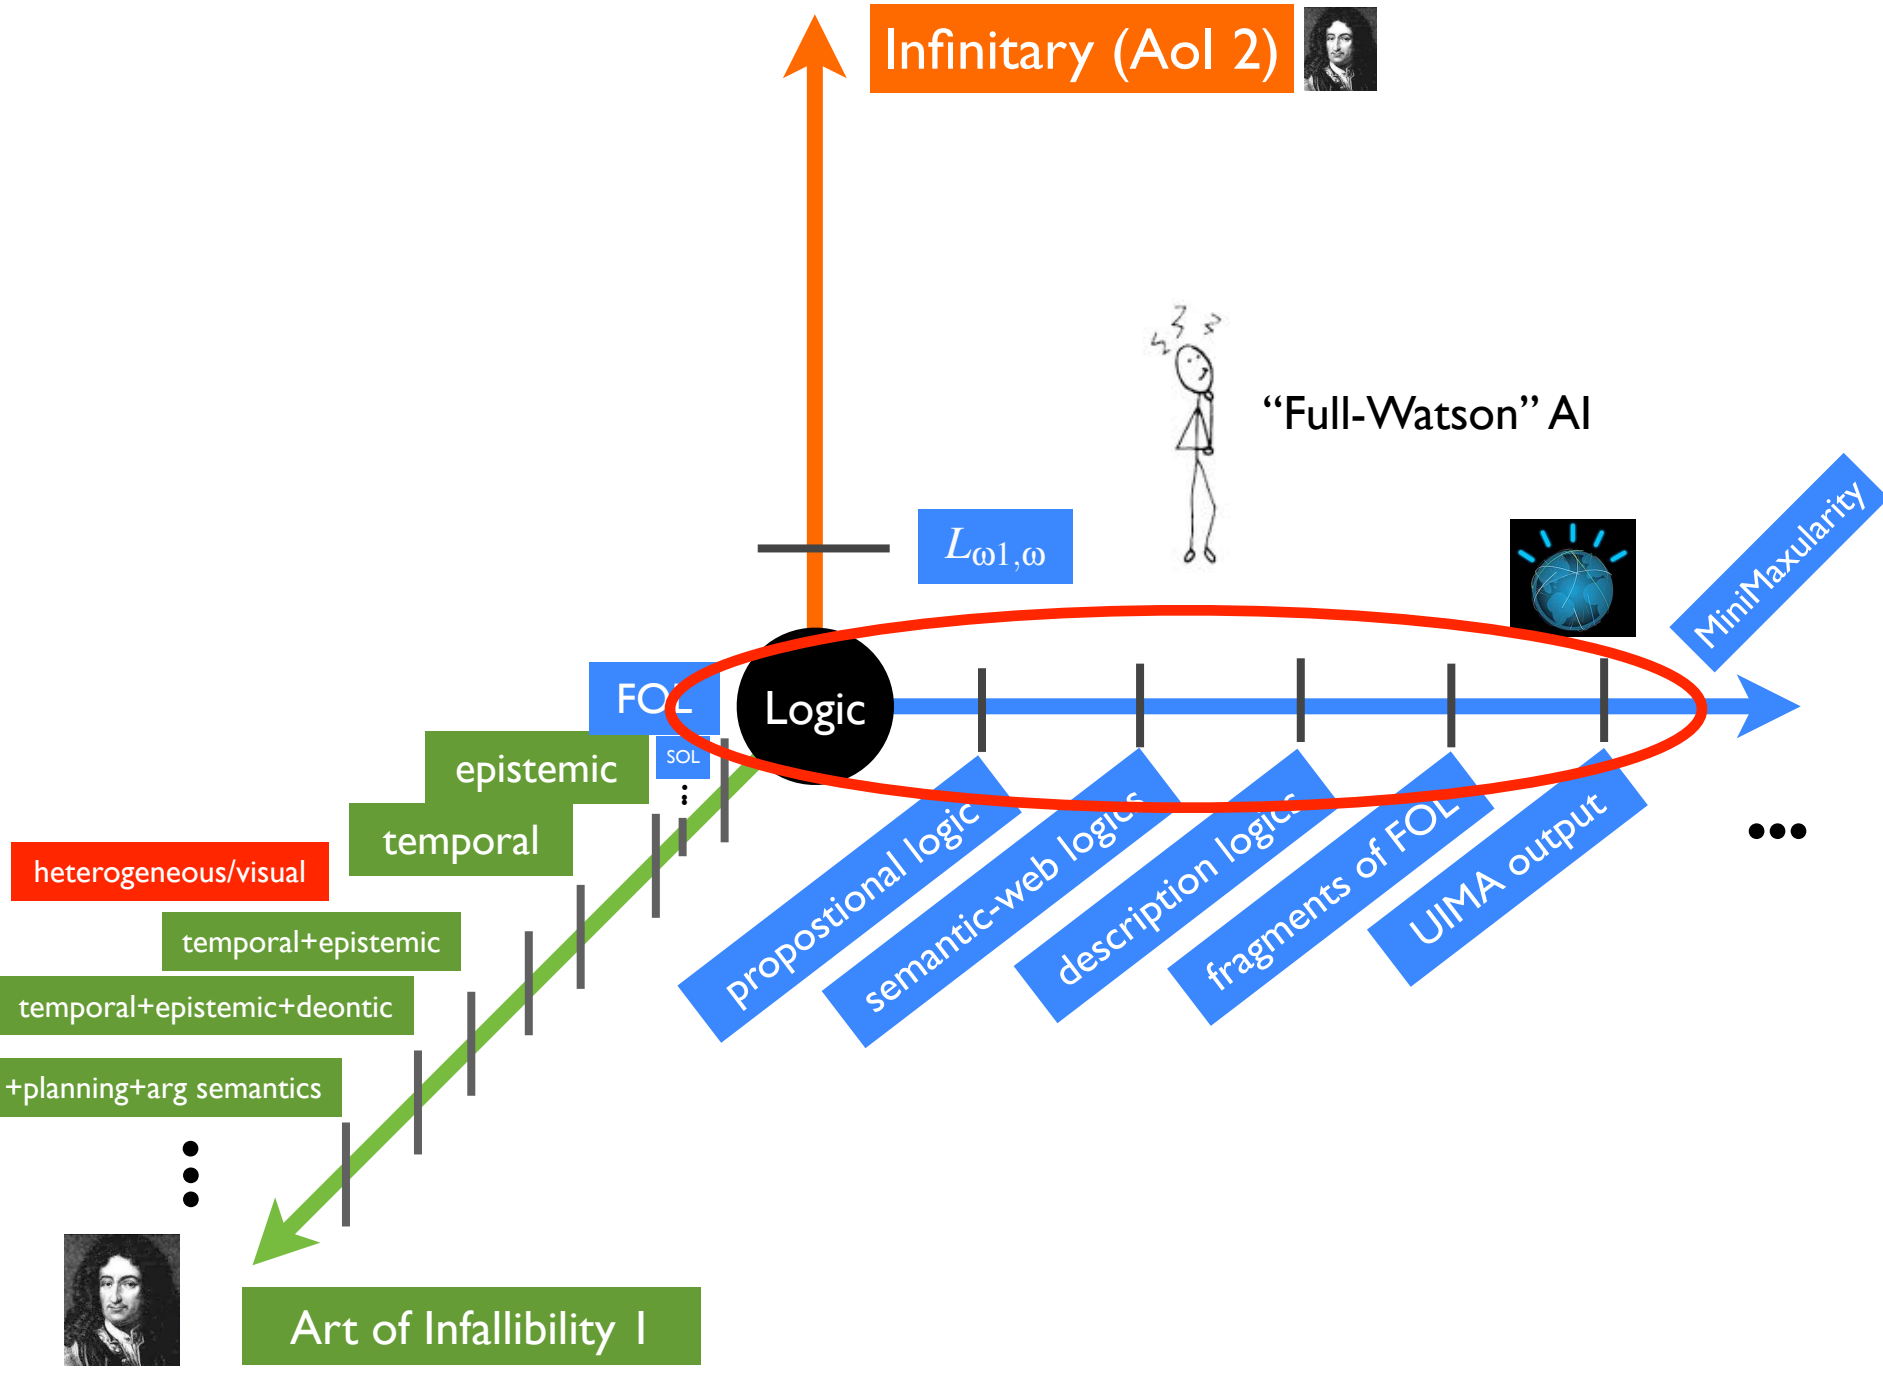 Infinitary (AoI 2)
“Full-Watson” AI
MiniMaxularity
Lω1,ω
FOL
Logic
SOL
epistemic
temporal
heterogeneous/visual
temporal+epistemic
temporal+epistemic+deontic
+planning+arg semantics
propostional logic
semantic-web logics
description logics
fragments of FOL
UIMA output
Art of Infallibility 1